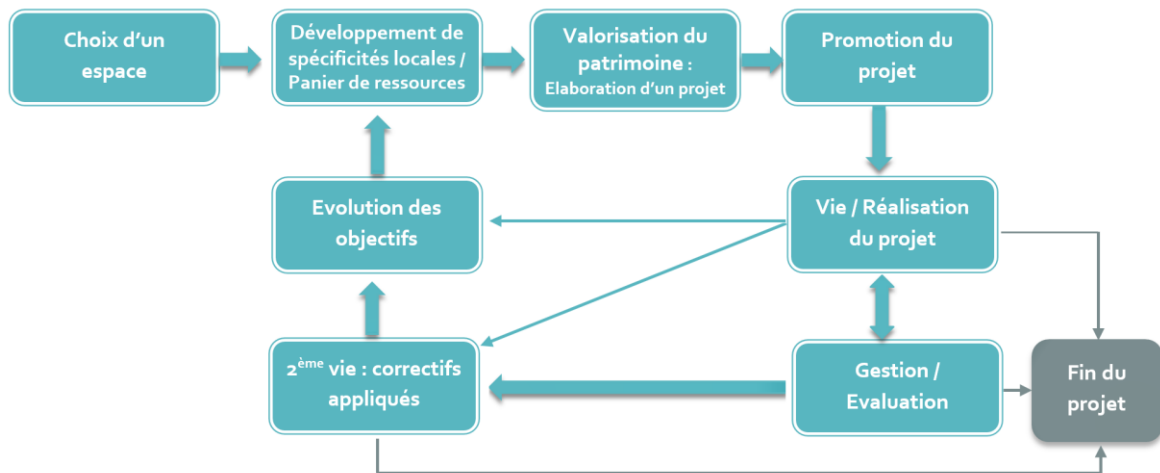 Choix d’un
espace
Développement de
spécificités locales /
Panier de ressources
Valorisation du
patrimoine :
Elaboration d’un projet
Promotion du
projet
Evolution des
objectifs
Vie / Réalisation
du projet
2ème vie : correctifs
appliqués
Gestion /
Evaluation
Fin du
projet